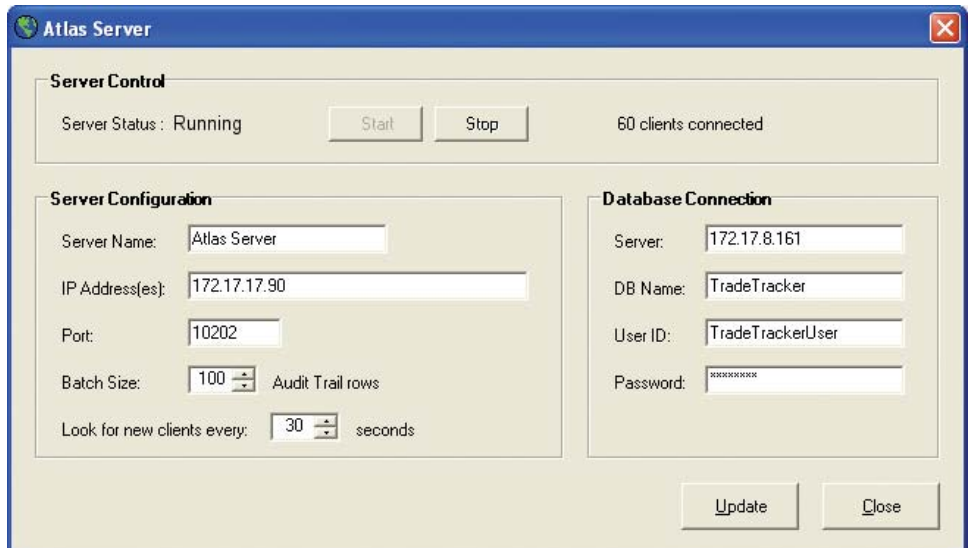 Atlas Server
Server Control
Server Status : Running
Start
Stop
60 clients connected
Server Configuration
Server Name: Atlas Server
IP Address(es): 172.17.17.90
Port: 10202
Batch Size: 100 Audit Trail rows
Look for new clients every: 30 seconds
Database Connection
Server: 172.17.8.161
DB Name: TradeTracker
User ID: TradeTrackerUser
Password: ********
Update
Close